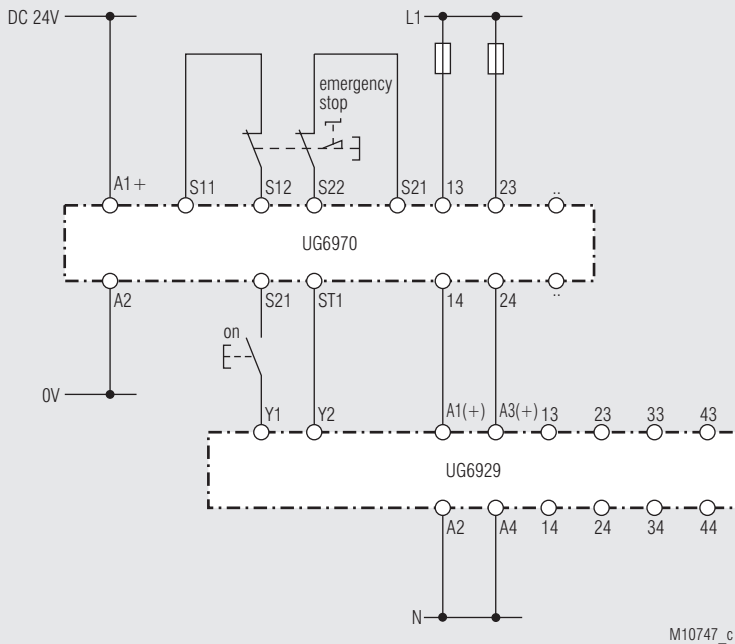 DC 24V
L1
emergency
stop
A1 + S11 S12 S22 S21 13 23 ..
UG6970
A2 S21 ST1 14 24 ..
on
0V
Y1 Y2 A1(+) A3(+) 13 23 33 43
UG6929
A2 A4 14 24 34 44
N
M10747_c